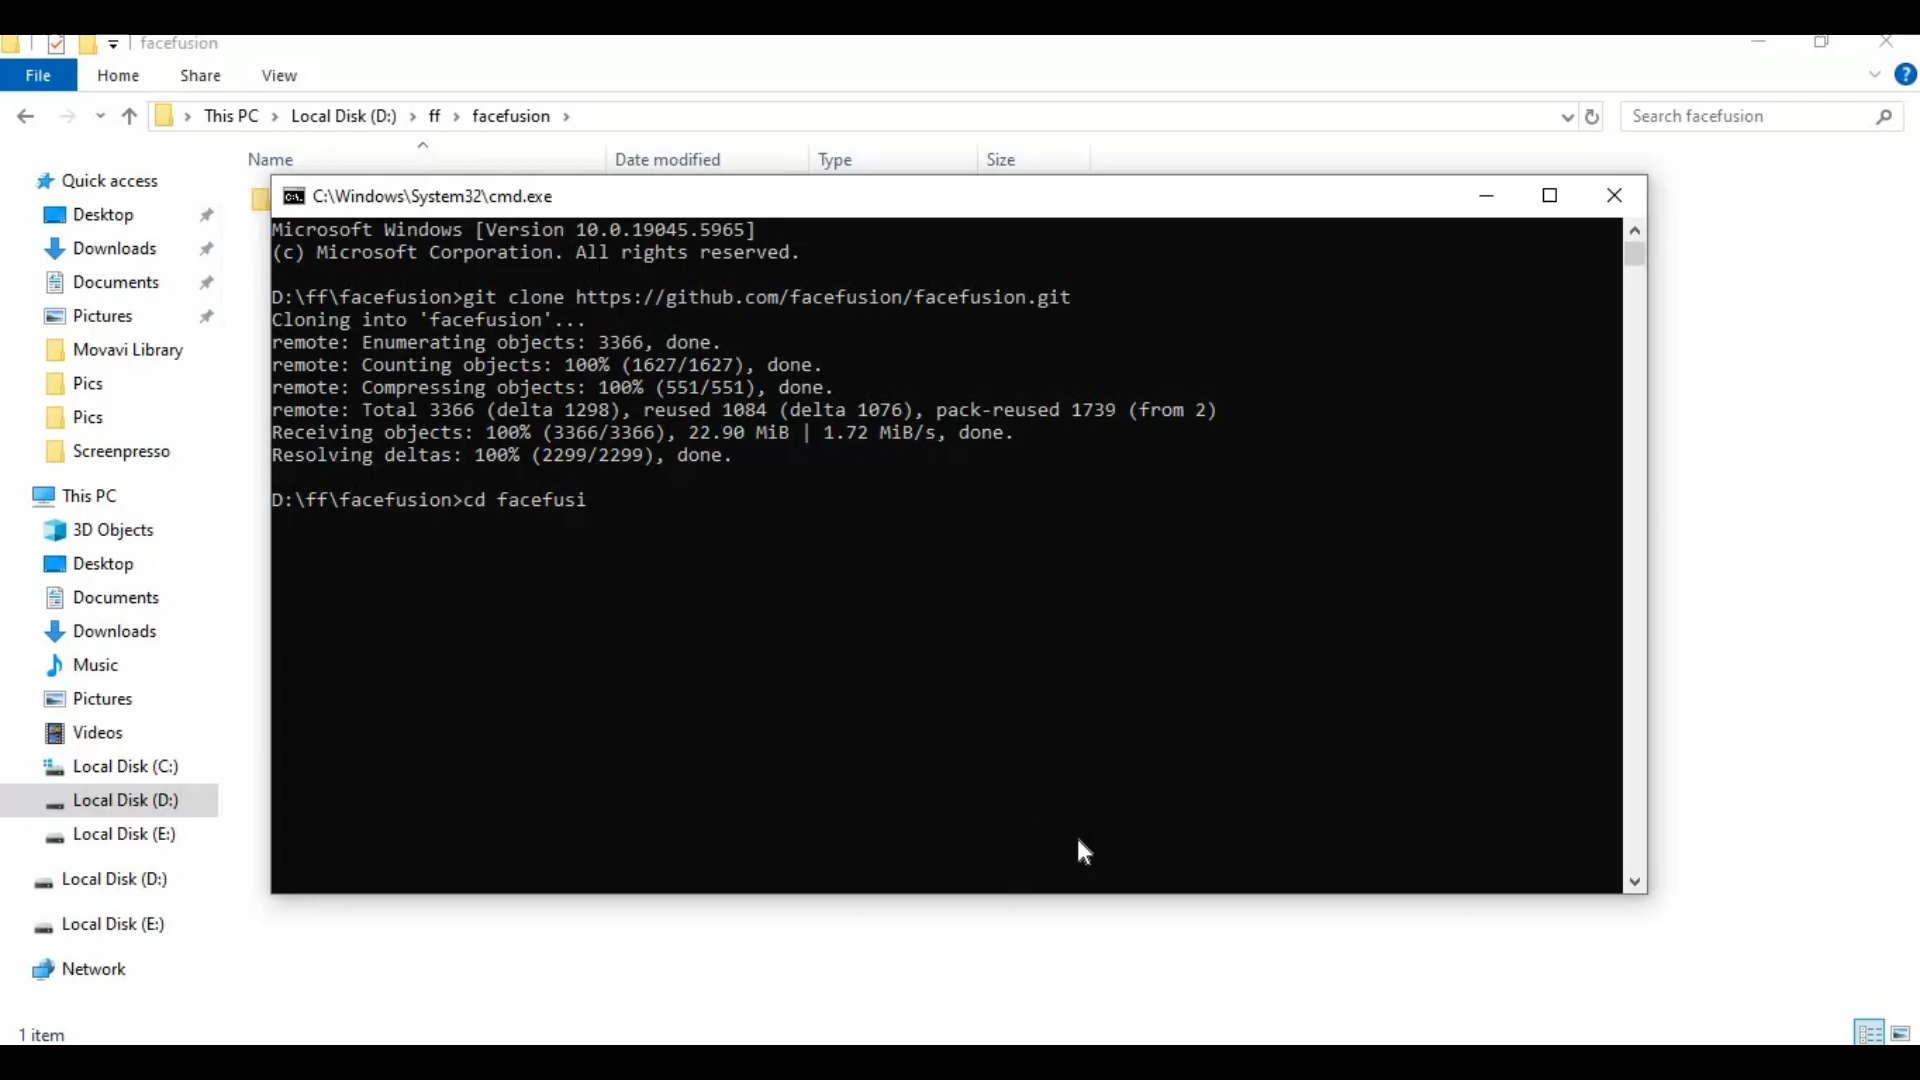 facefusion
File Home Share View
This PC > Local Disk (D:) > ff > facefusion >
Search facefusion
Name Date modified Type Size
Quick access
Desktop
Downloads
Documents
Pictures
Movavi Library
Pics
Pics
Screenpresso
This PC
3D Objects
Desktop
Documents
Downloads
Music
Pictures
Videos
Local Disk (C:)
Local Disk (D:)
Local Disk (E:)
Local Disk (D:)
Local Disk (E:)
Network
1 item
C:\Windows\System32\cmd.exe
Microsoft Windows [Version 10.0.19045.5965]
(c) Microsoft Corporation. All rights reserved.
D:\ff\facefusion>git clone https://github.com/facefusion/facefusion.git
Cloning into 'facefusion'...
remote: Enumerating objects: 3366, done.
remote: Counting objects: 100% (1627/1627), done.
remote: Compressing objects: 100% (551/551), done.
remote: Total 3366 (delta 1298), reused 1084 (delta 1076), pack-reused 1739 (from 2)
Receiving objects: 100% (3366/3366), 22.90 MiB | 1.72 MiB/s, done.
Resolving deltas: 100% (2299/2299), done.
D:\ff\facefusion>cd facefusi